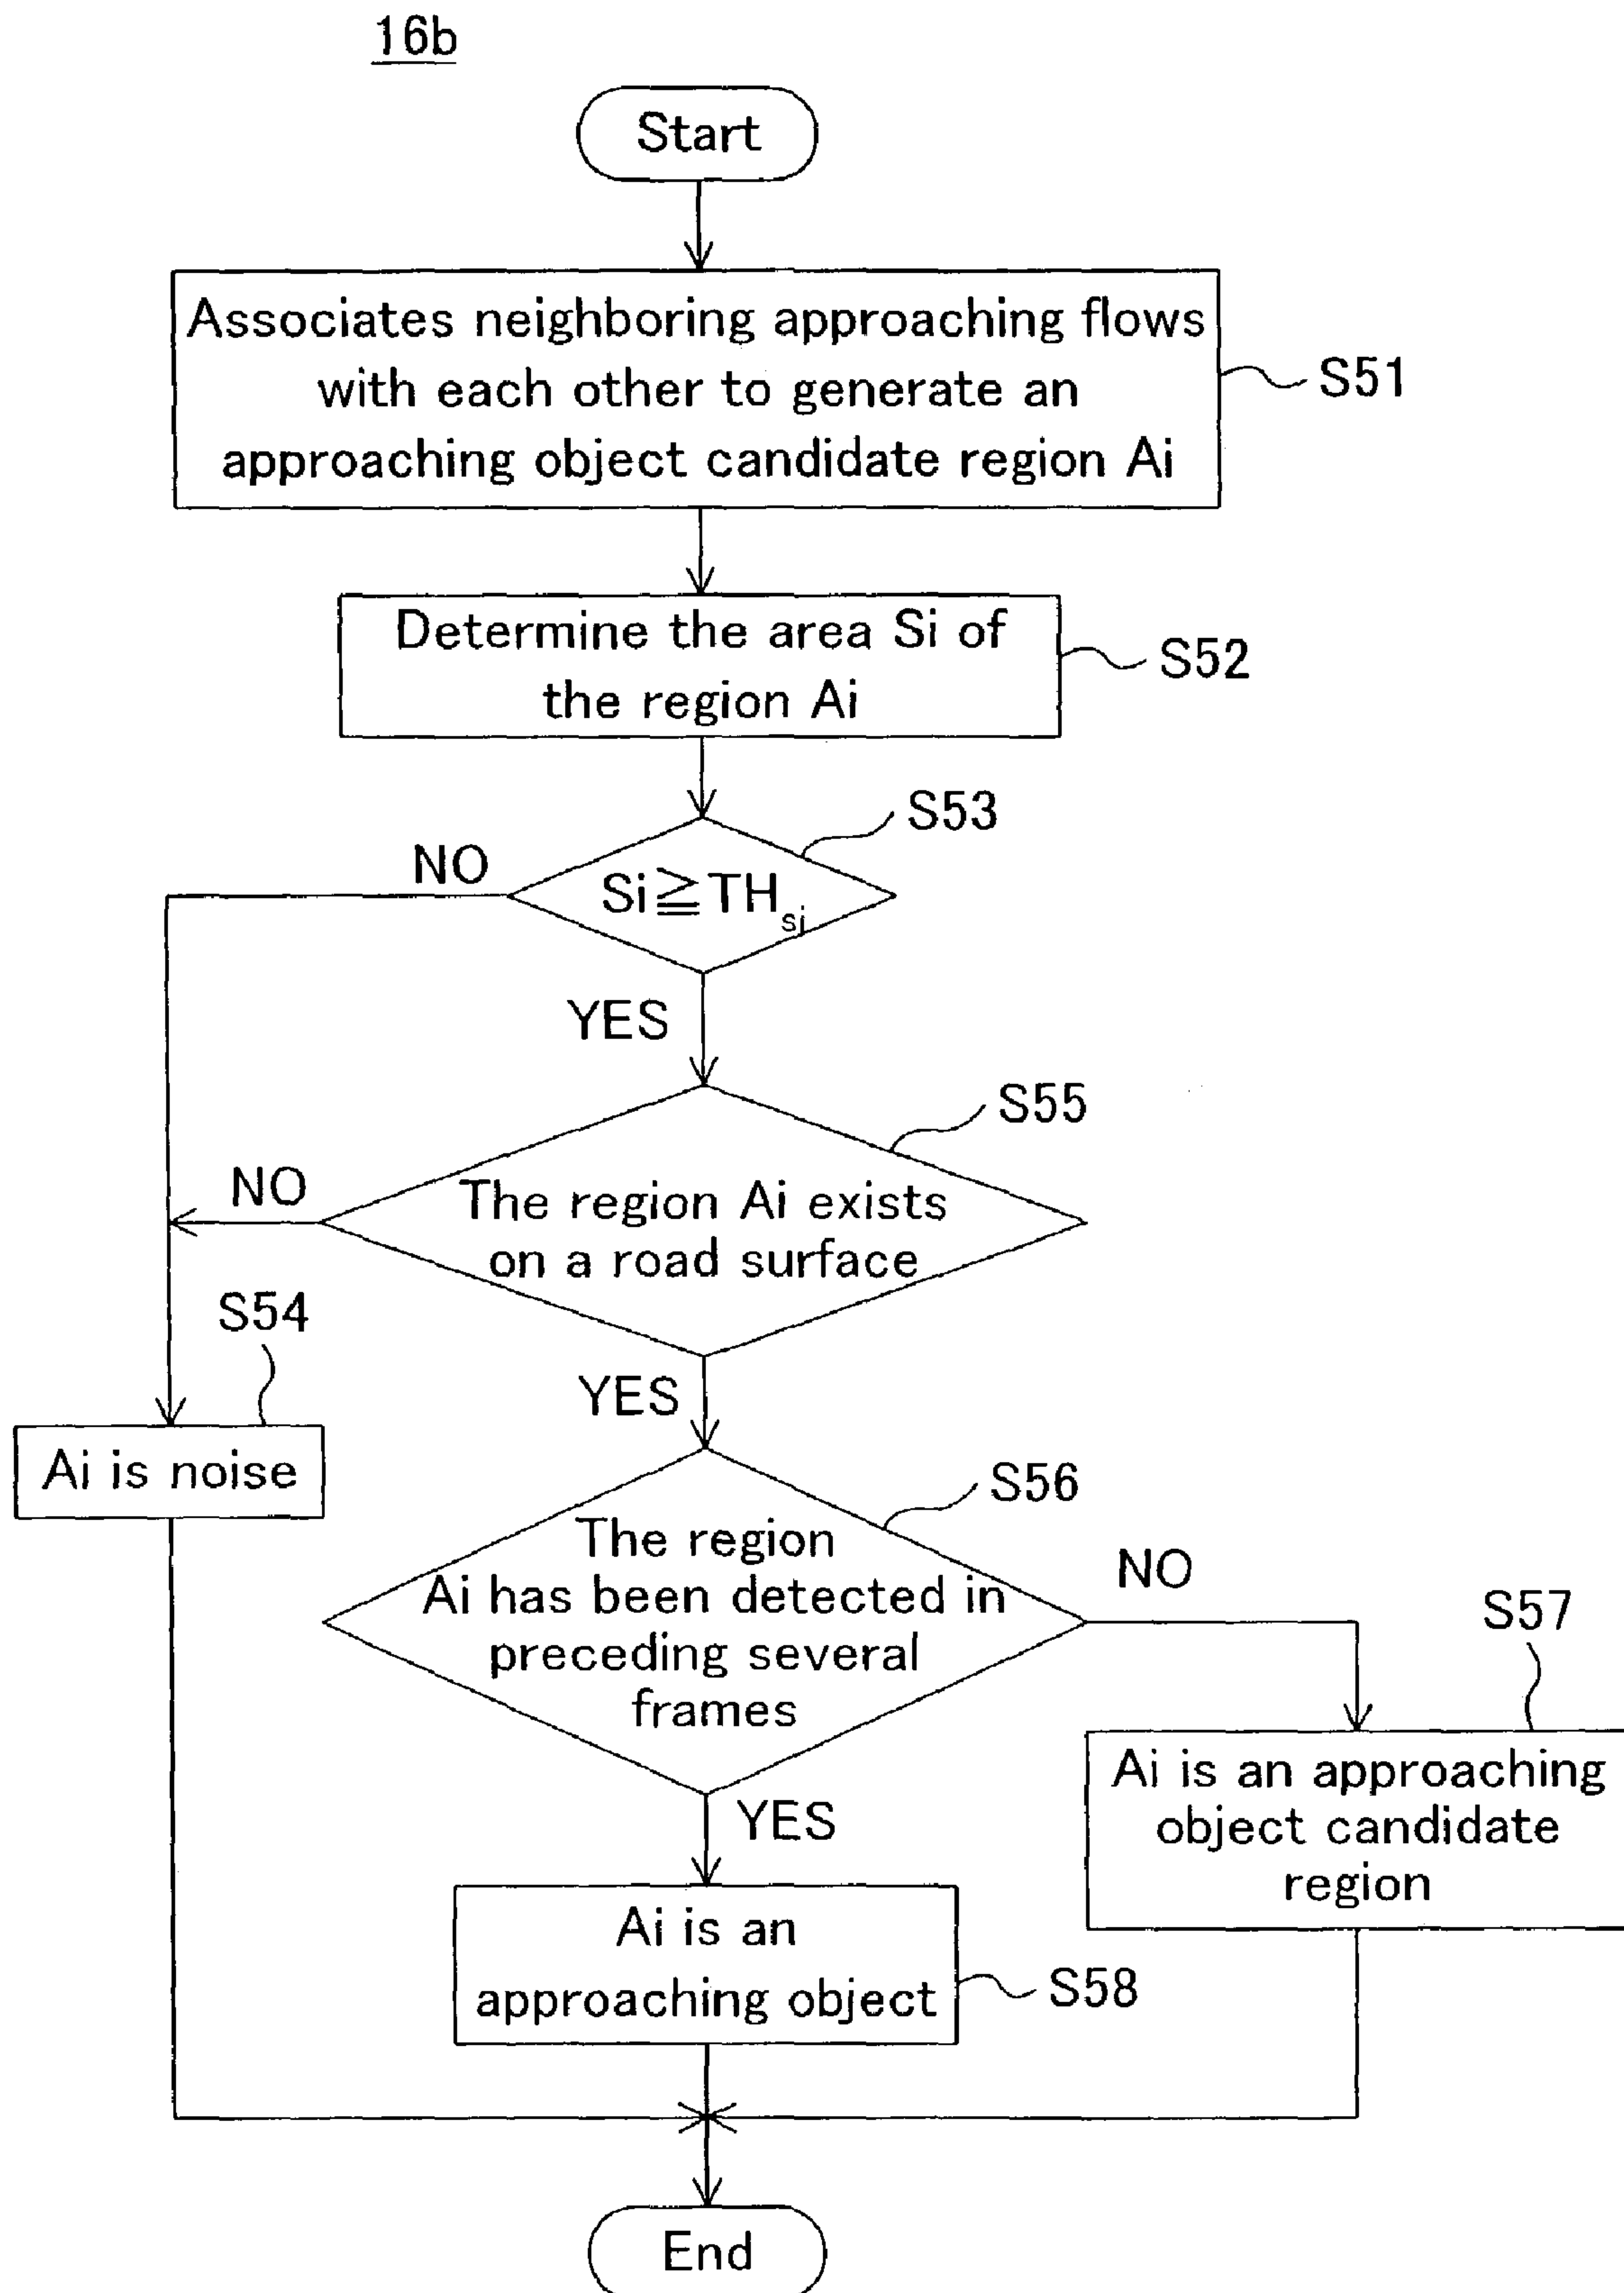 16b
Start
Associates neighboring approaching flows
with each other to generate an
approaching object candidate region Ai
S51
Determine the area Si of
the region Ai
S52
S53
NO
Si≧THsi
YES
S55
NO
The region Ai exists
on a road surface
S54
YES
Ai is noise
S56
The region
Ai has been detected in
preceding several
frames
NO
S57
Ai is an approaching
object candidate
region
YES
Ai is an
approaching object
S58
End